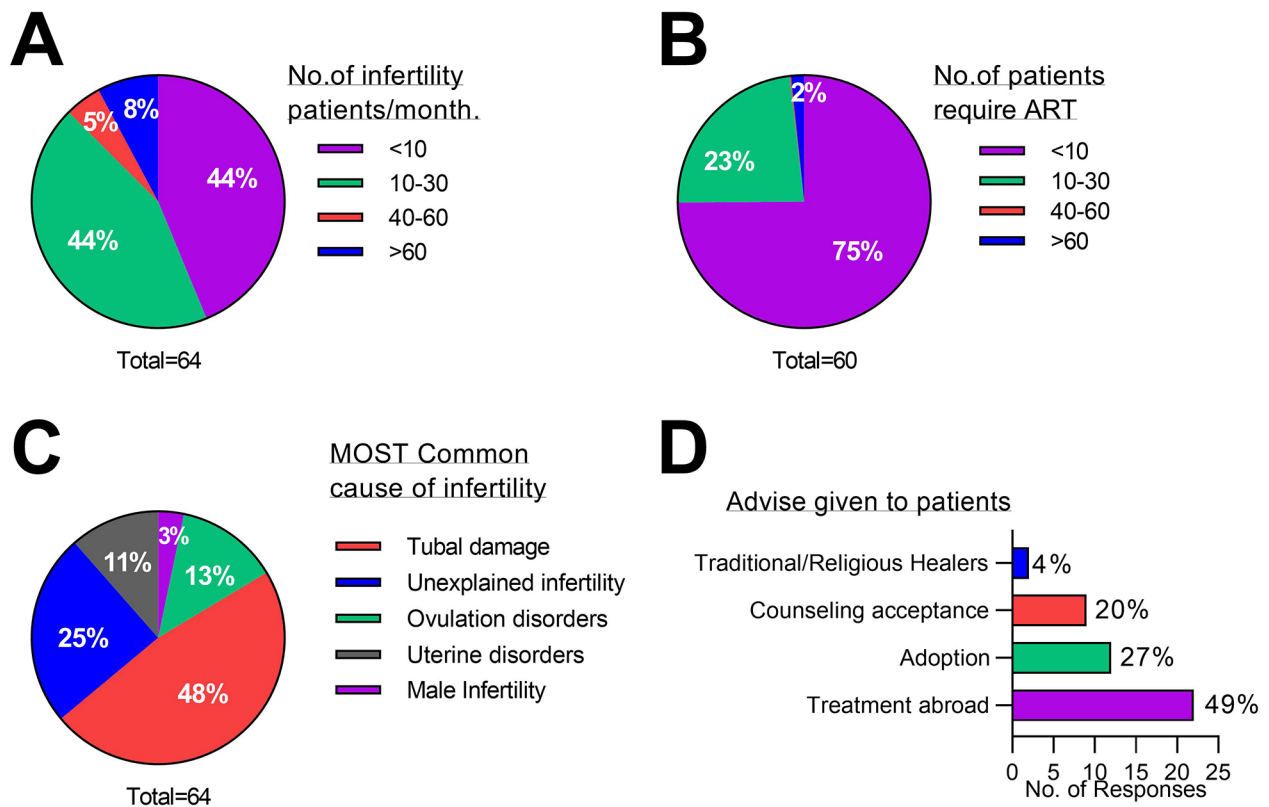 A
No.of infertility
patients/month.
<10
10-30
40-60
>60
8%
5%
44%
44%
Total=64
B
No.of patients
require ART
<10
10-30
40-60
>60
2%
23%
75%
Total=60
C
MOST Common
cause of infertility
Tubal damage
Unexplained infertility
Ovulation disorders
Uterine disorders
Male Infertility
3%
11%
13%
25%
48%
Total=64
D
Advise given to patients
Traditional/Religious Healers 4%
Counseling acceptance 20%
Adoption 27%
Treatment abroad 49%
0 5 10 15 20 25
No. of Responses